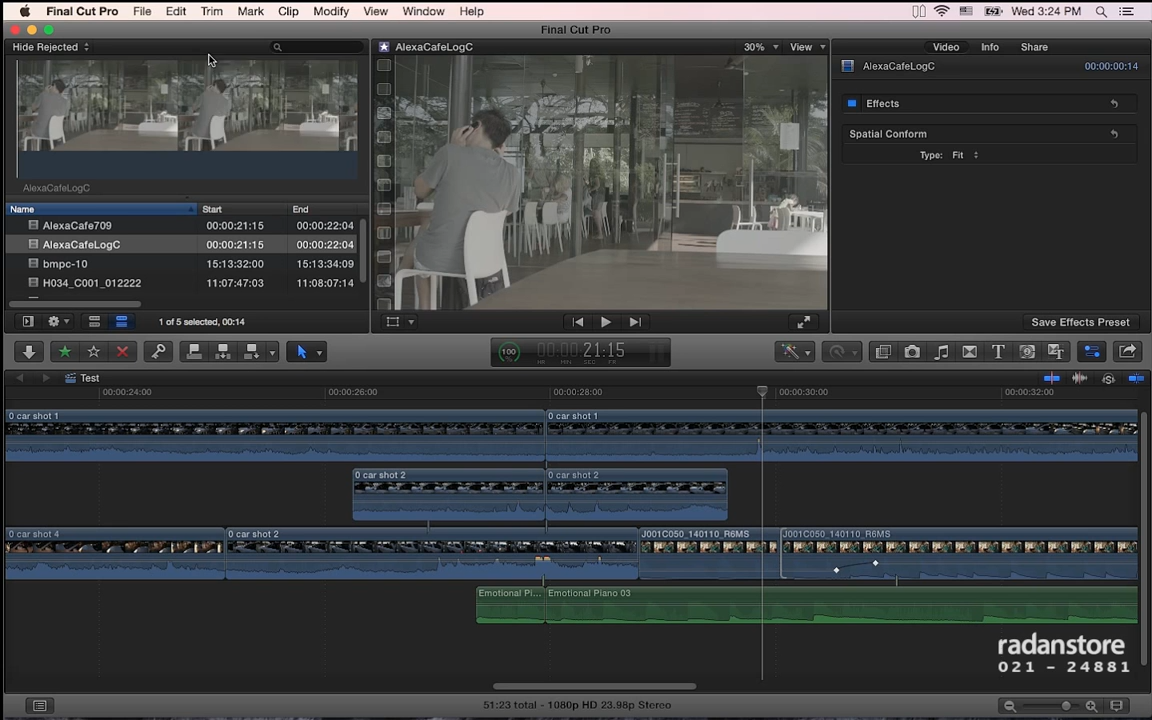 Final Cut Pro File Edit Trim Mark Clip Modify View Window Help Wed 3:24 PM
Final Cut Pro
Hide Rejected
AlexaCafeLogC 30% View
Video Info Share
AlexaCafeLogC 00:00:00:14
Effects
Spatial Conform
Type: Fit
AlexaCafeLogC
Name Start End
AlexaCafe709 00:00:21:15 00:00:22:04
AlexaCafeLogC 00:00:21:15 00:00:22:04
bmpc-10 15:13:32:00 15:13:34:09
H034_C001_012222 11:07:47:03 11:08:07:14
1 of 5 selected, 00:14
Save Effects Preset
100 00:00 21:15
HR MIN SEC FR
Test
00:00:24:00 00:00:26:00 00:00:28:00 00:00:30:00 00:00:32:00
0 car shot 1 0 car shot 1
0 car shot 2 0 car shot 2
0 car shot 4 0 car shot 2 J001C050_140110_R6MS J001C050_140110_R6MS
Emotional Pi... Emotional Piano 03
radanstore
021 - 24881
51:23 total - 1080p HD 23.98p Stereo